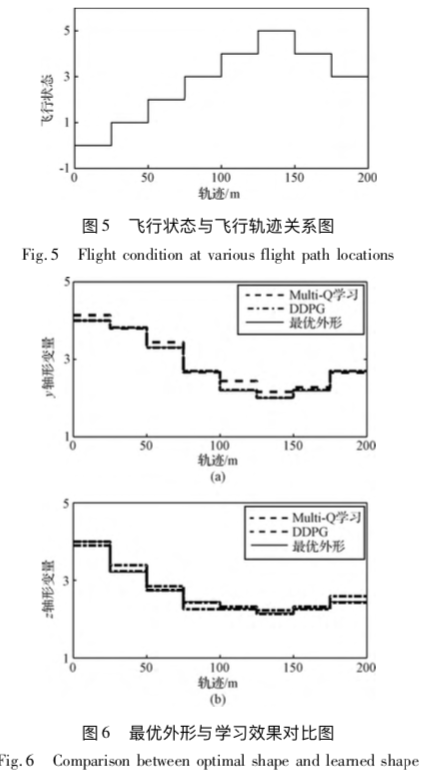 5
3
1
-1
飞行状态
0 50 100 150 200
轨迹/m
图5 飞行状态与飞行轨迹关系图
Fig.5 Flight condition at various flight path locations
5
3
1
y轴形变量
Multi-Q学习
DDPG
最优外形
0 50 100 150 200
轨迹/m
(a)
5
3
1
z轴形变量
Multi-Q学习
DDPG
最优外形
0 50 100 150 200
轨迹/m
(b)
图6 最优外形与学习效果对比图
Fig.6 Comparison between optimal shape and learned shape